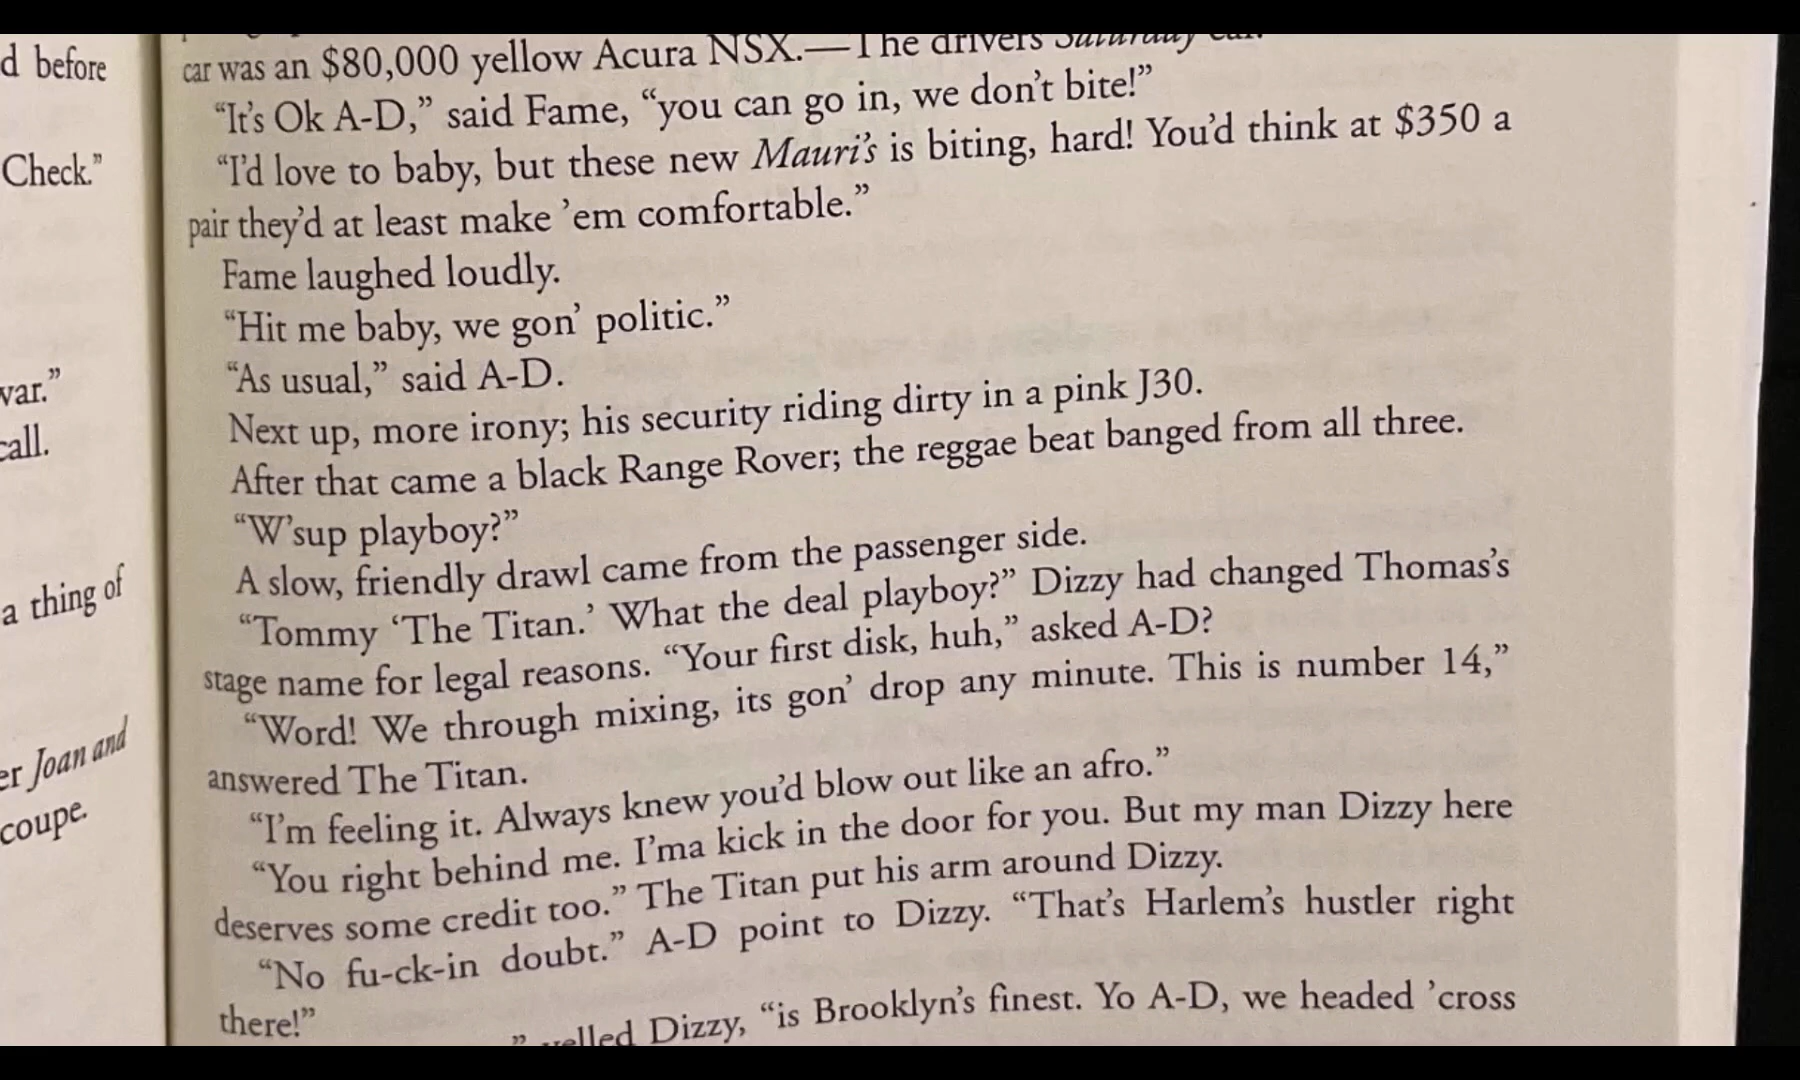 d before
Check."
var."
call.
a thing of
er Joan and
coupe.
car was an $80,000 yellow Acura NSX.—The drivers Saturday car.
"It's Ok A-D," said Fame, "you can go in, we don't bite!"
"I'd love to baby, but these new Mauri's is biting, hard! You'd think at $350 a
pair they'd at least make 'em comfortable."
Fame laughed loudly.
"Hit me baby, we gon' politic."
"As usual," said A-D.
Next up, more irony; his security riding dirty in a pink J30.
After that came a black Range Rover; the reggae beat banged from all three.
"W'sup playboy?"
A slow, friendly drawl came from the passenger side.
"Tommy 'The Titan.' What the deal playboy?" Dizzy had changed Thomas's
stage name for legal reasons. "Your first disk, huh," asked A-D?
"Word! We through mixing, its gon' drop any minute. This is number 14,"
answered The Titan.
"I'm feeling it. Always knew you'd blow out like an afro."
"You right behind me. I'ma kick in the door for you. But my man Dizzy here
deserves some credit too." The Titan put his arm around Dizzy.
"No fu-ck-in doubt." A-D point to Dizzy. "That's Harlem's hustler right
there!"
" yelled Dizzy, "is Brooklyn's finest. Yo A-D, we headed 'cross